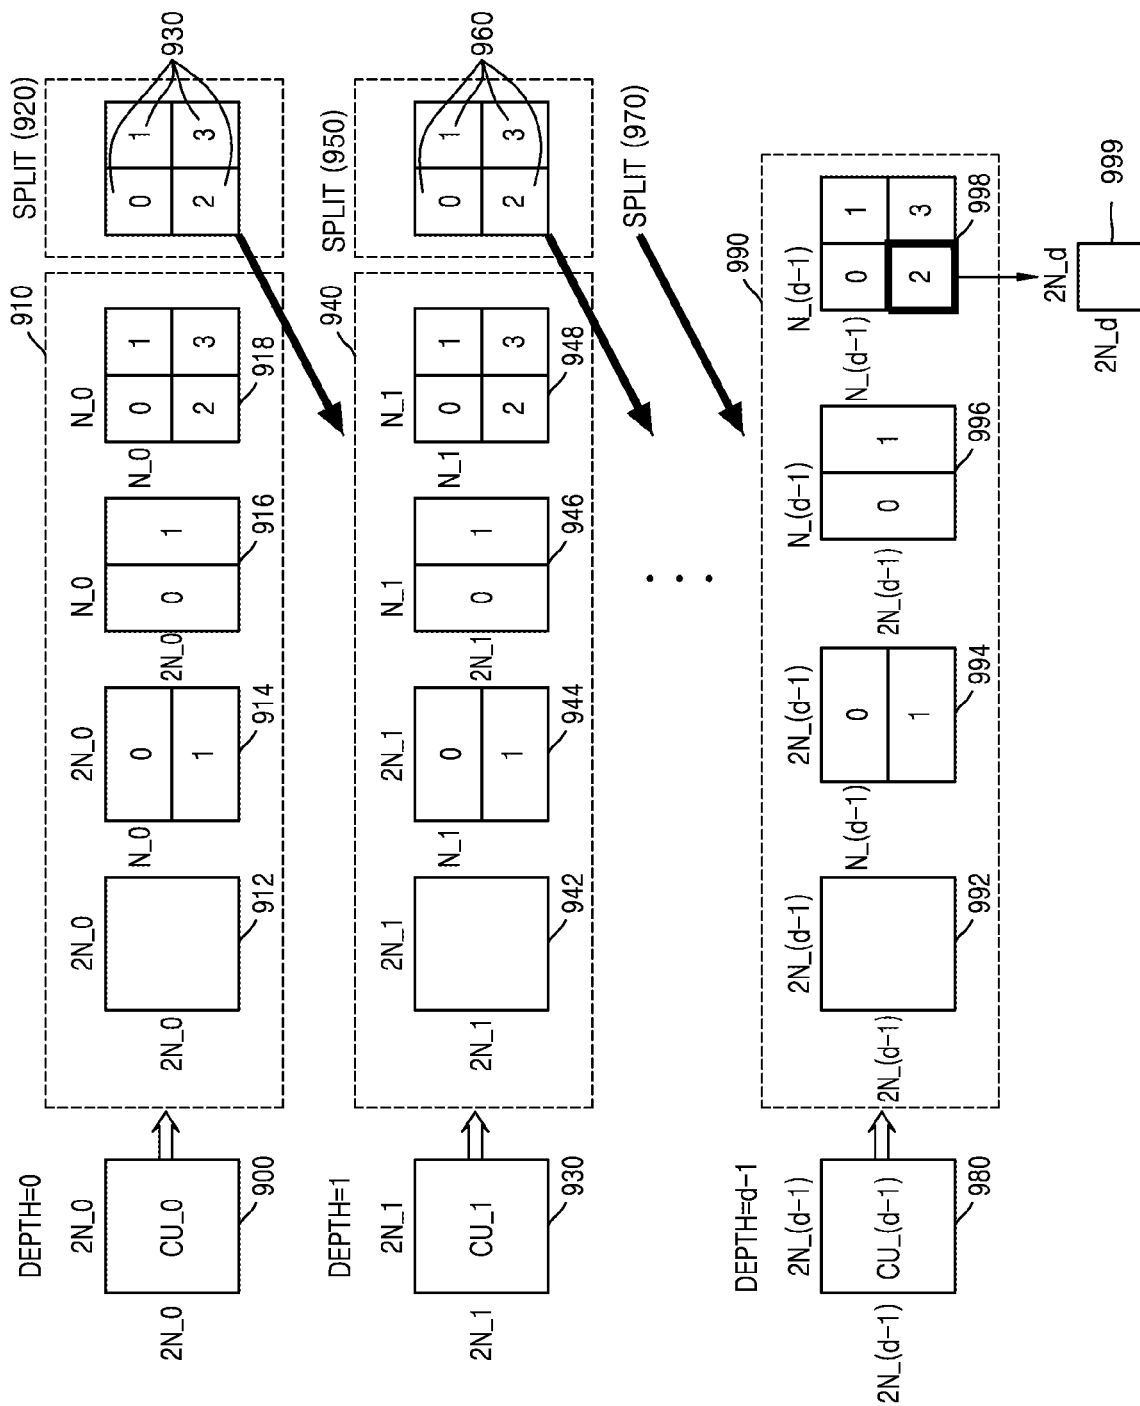 DEPTH=0
2N_0
2N_0
CU_0
900
910
2N_0
2N_0
912
2N_0
N_0
0
1
914
N_0
2N_0
0
1
916
N_0
N_0
0
1
2
3
918
SPLIT (920)
0
1
2
3
930
DEPTH=1
2N_1
2N_1
CU_1
930
940
2N_1
2N_1
942
2N_1
N_1
0
1
944
N_1
2N_1
0
1
946
N_1
N_1
0
1
2
3
948
SPLIT (950)
0
1
2
3
960
SPLIT (970)
DEPTH=d-1
2N_(d-1)
2N_(d-1)
CU_(d-1)
980
990
2N_(d-1)
2N_(d-1)
992
2N_(d-1)
N_(d-1)
0
1
994
N_(d-1)
2N_(d-1)
0
1
996
N_(d-1)
N_(d-1)
0
1
2
3
998
2N_d
2N_d
999